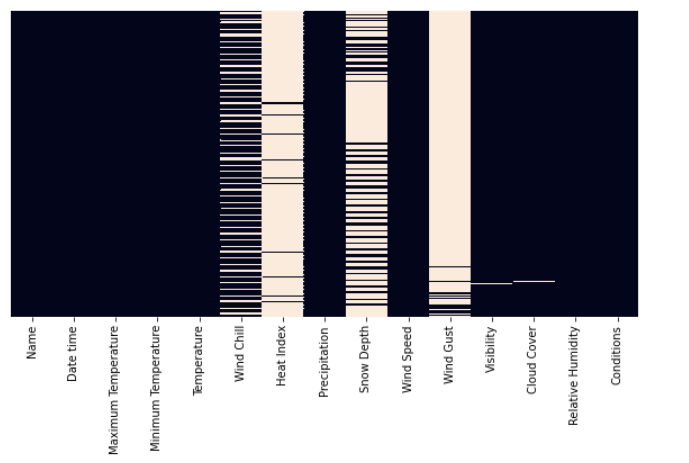 Name
Date time
Maximum Temperature
Minimum Temperature
Temperature
Wind Chill
Heat Index
Precipitation
Snow Depth
Wind Speed
Wind Gust
Visibility
Cloud Cover
Relative Humidity
Conditions